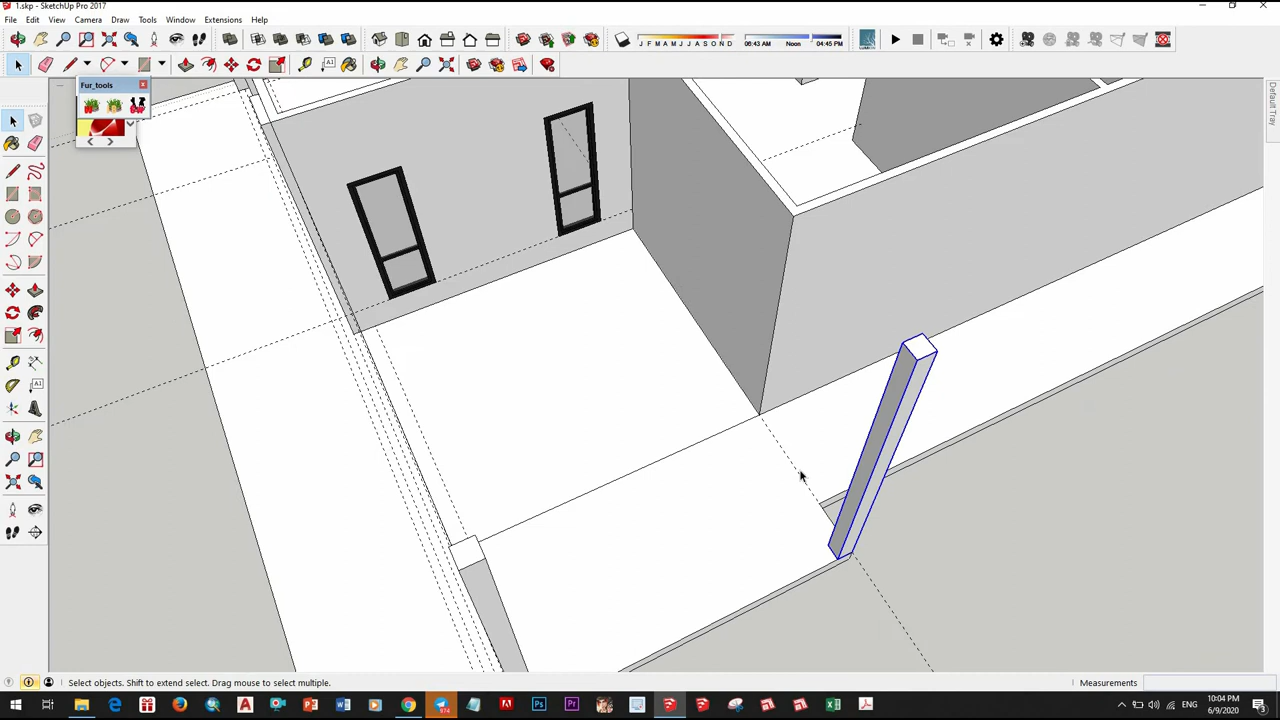 1.skp - SketchUp Pro 2017
File Edit View Camera Draw Tools Window Extensions Help
J F M A M J J A S O N D
06:43 AM Noon 04:45 PM
Fur_tools
Default Tray
Select objects. Shift to extend select. Drag mouse to select multiple.
Measurements
ENG
10:04 PM
6/9/2020